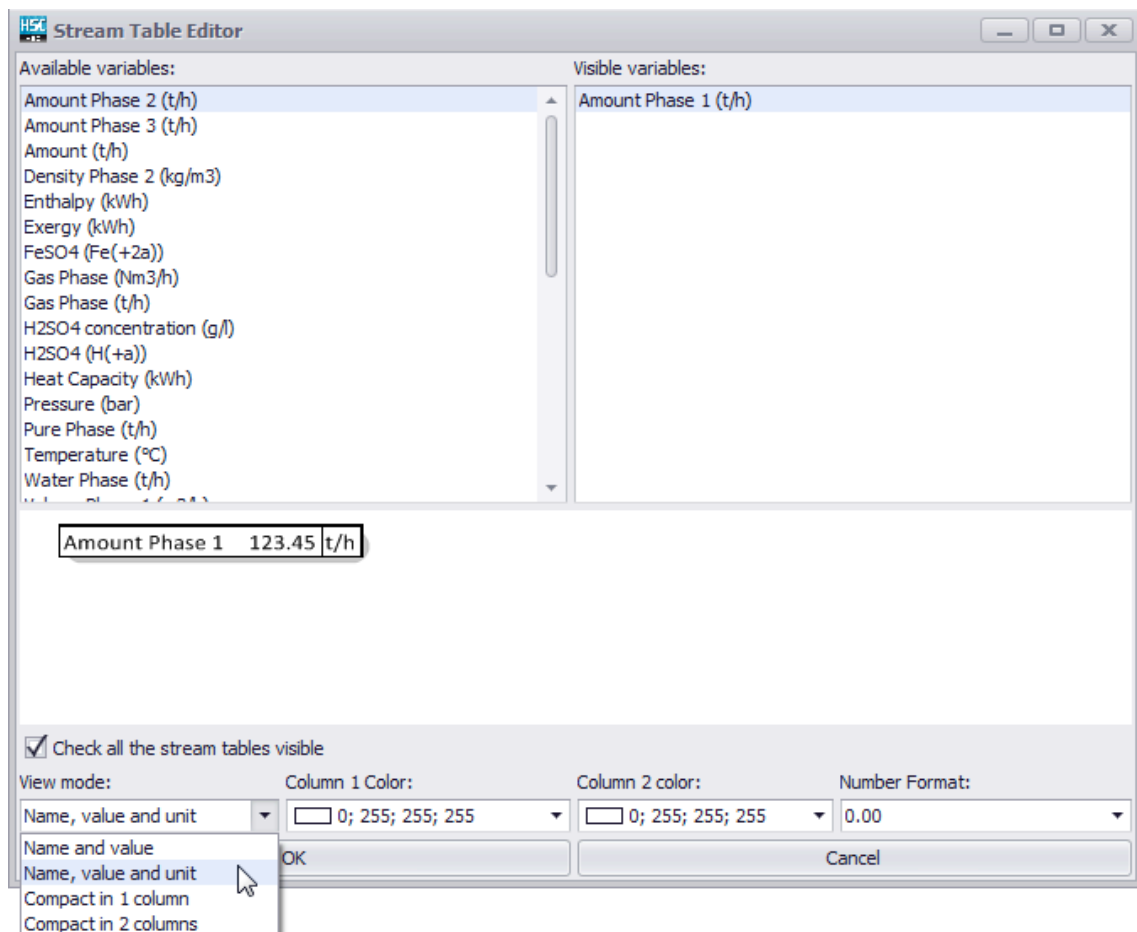 HSC Stream Table Editor
Available variables:
Visible variables:
Amount Phase 2 (t/h)
Amount Phase 3 (t/h)
Amount (t/h)
Density Phase 2 (kg/m3)
Enthalpy (kWh)
Exergy (kWh)
FeSO4 (Fe(+2a))
Gas Phase (Nm3/h)
Gas Phase (t/h)
H2SO4 concentration (g/l)
H2SO4 (H(+a))
Heat Capacity (kWh)
Pressure (bar)
Pure Phase (t/h)
Temperature (°C)
Water Phase (t/h)
Amount Phase 1 (t/h)
Amount Phase 1 123.45 t/h
Check all the stream tables visible
View mode:
Column 1 Color:
Column 2 color:
Number Format:
Name, value and unit
0; 255; 255; 255
0; 255; 255; 255
0.00
Name and value
Name, value and unit
Compact in 1 column
Compact in 2 columns
OK
Cancel